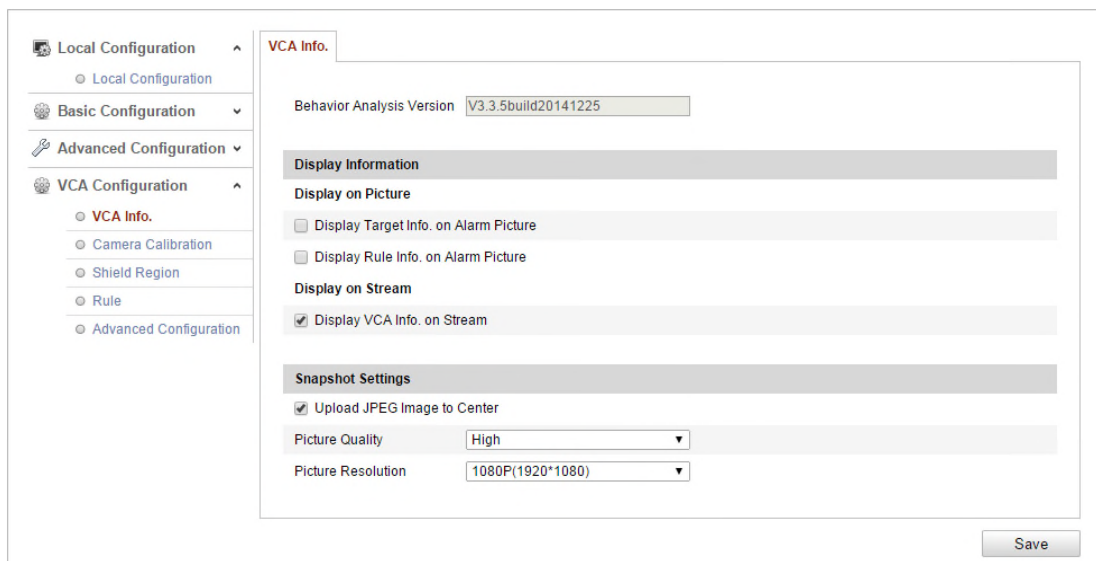 Local Configuration
Local Configuration
Basic Configuration
Advanced Configuration
VCA Configuration
VCA Info.
Camera Calibration
Shield Region
Rule
Advanced Configuration
VCA Info.
Behavior Analysis Version V3.3.5build20141225
Display Information
Display on Picture
Display Target Info. on Alarm Picture
Display Rule Info. on Alarm Picture
Display on Stream
Display VCA Info. on Stream
Snapshot Settings
Upload JPEG Image to Center
Picture Quality High
Picture Resolution 1080P(1920*1080)
Save